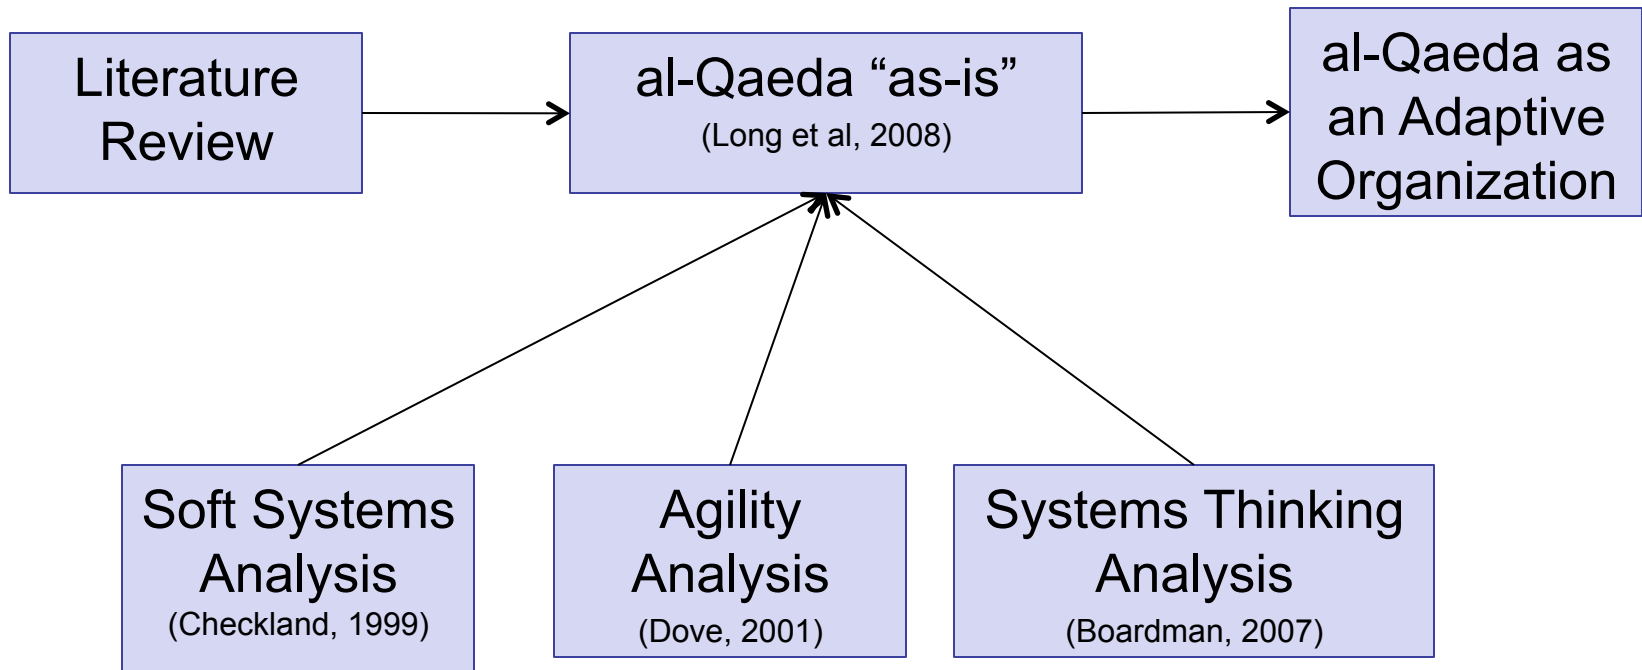 Literature
Review
al-Qaeda “as-is”
(Long et al, 2008)
al-Qaeda as
an Adaptive
Organization
Soft Systems
Analysis
(Checkland, 1999)
Agility
Analysis
(Dove, 2001)
Systems Thinking
Analysis
(Boardman, 2007)